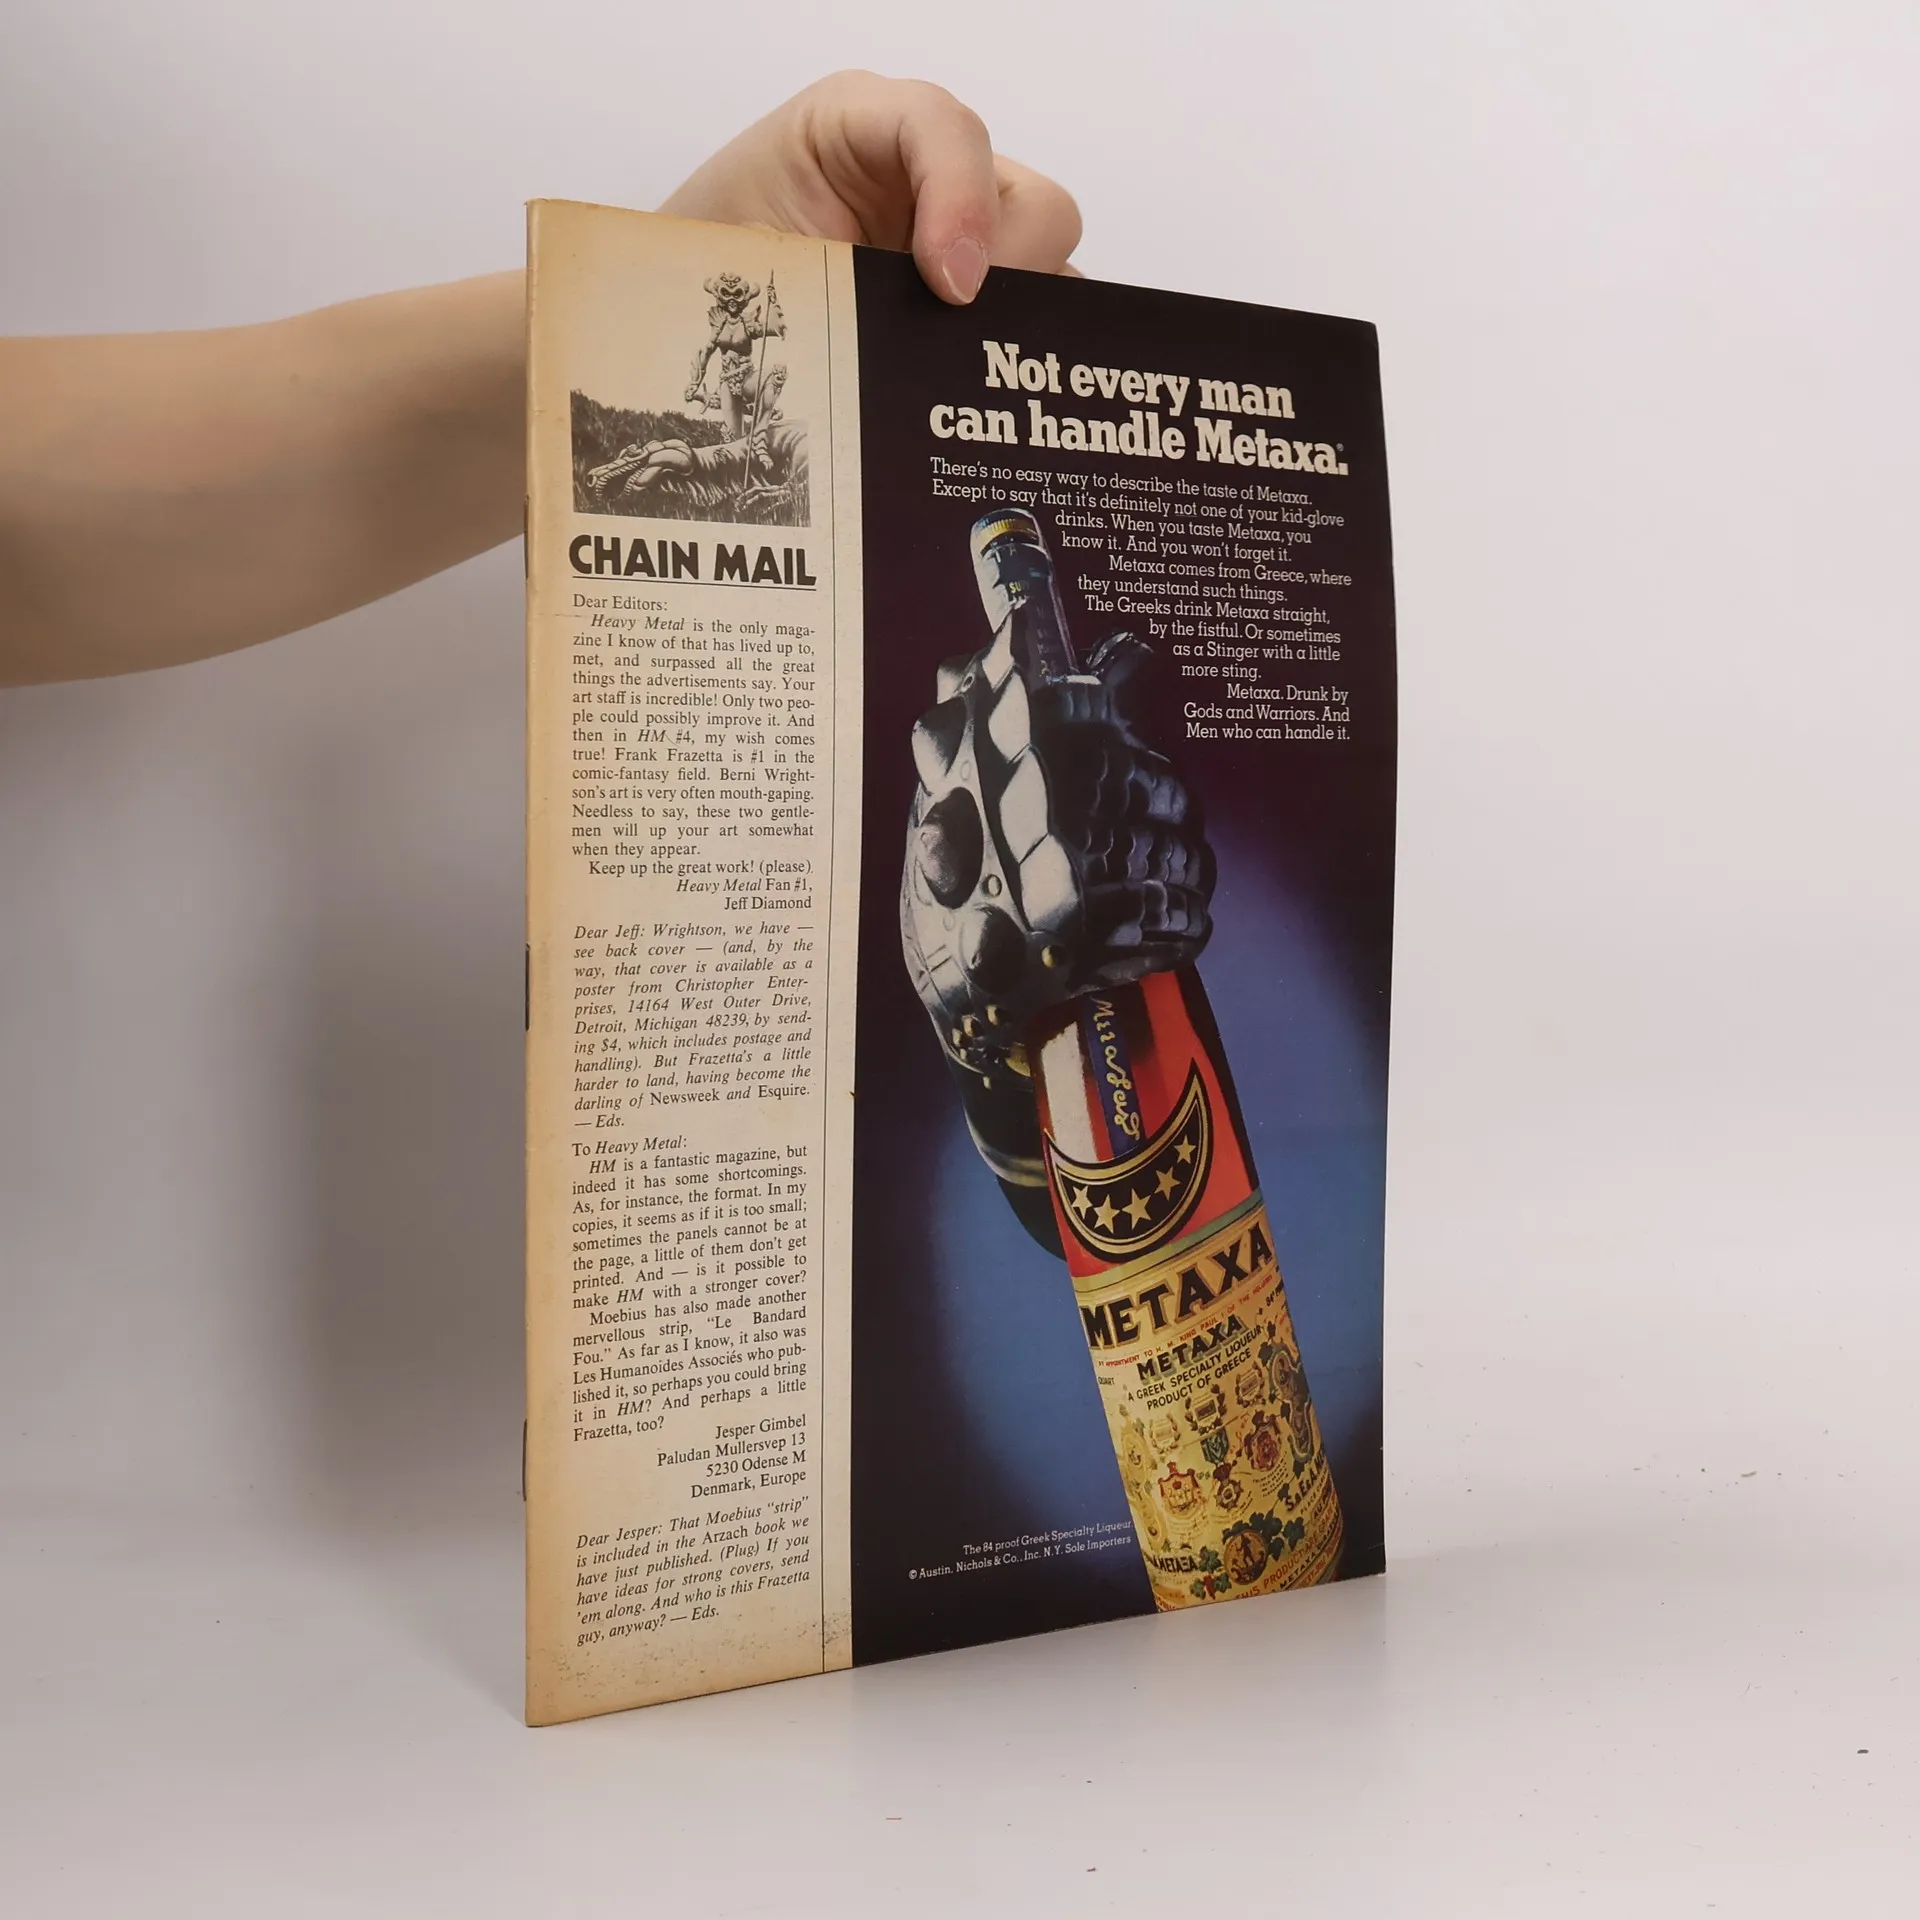 CHAIN MAIL
Dear Editors:
Heavy Metal is the only maga-
zine I know of that has lived up to,
met, and surpassed all the great
things the advertisements say. Your
art staff is incredible! Only two peo-
ple could possibly improve it. And
then in HM #4, my wish comes
true! Frank Frazetta is #1 in the
comic-fantasy field. Berni Wright-
son's art is very often mouth-gaping.
Needless to say, these two gentle-
men will up your art somewhat
when they appear.
Keep up the great work! (please).
Heavy Metal Fan #1,
Jeff Diamond
Dear Jeff: Wrightson, we have —
see back cover — (and, by the
way, that cover is available as a
poster from Christopher Enter-
prises, 14164 West Outer Drive,
Detroit, Michigan 48239, by send-
ing $4, which includes postage and
handling). But Frazetta's a little
harder to land, having become the
darling of Newsweek and Esquire.
— Eds.
To Heavy Metal:
HM is a fantastic magazine, but
indeed it has some shortcomings.
As, for instance, the format. In my
copies, it seems as if it is too small;
sometimes the panels cannot be at
the page, a little of them don't get
printed. And — is it possible to
make HM with a stronger cover?
Moebius has also made another
mervellous strip, "Le Bandard
Fou." As far as I know, it also was
Les Humanoides Associés who pub-
lished it, so perhaps you could bring
it in HM? And perhaps a little
Frazetta, too?
Jesper Gimbel
Paludan Mullersvep 13
5230 Odense M
Denmark, Europe
Dear Jesper: That Moebius "strip"
is included in the Arzach book we
have just published. (Plug) If you
have ideas for strong covers, send
'em along. And who is this Frazetta
guy, anyway? — Eds.
Not every man
can handle Metaxa.®
There's no easy way to describe the taste of Metaxa.
Except to say that it's definitely not one of your kid-glove
drinks. When you taste Metaxa, you
know it. And you won't forget it.
Metaxa comes from Greece, where
they understand such things.
The Greeks drink Metaxa straight,
by the fistful. Or sometimes
as a Stinger with a little
more sting.
Metaxa. Drunk by
Gods and Warriors. And
Men who can handle it.
METAXA
BY APPOINTMENT TO H. M. KING PAUL I OF THE HELLENES
METAXA
QUART
A GREEK SPECIALTY LIQUEUR
PRODUCT OF GREECE
METAXA
The 84 proof Greek Specialty Liqueur.
© Austin, Nichols & Co., Inc. N.Y. Sole Importers